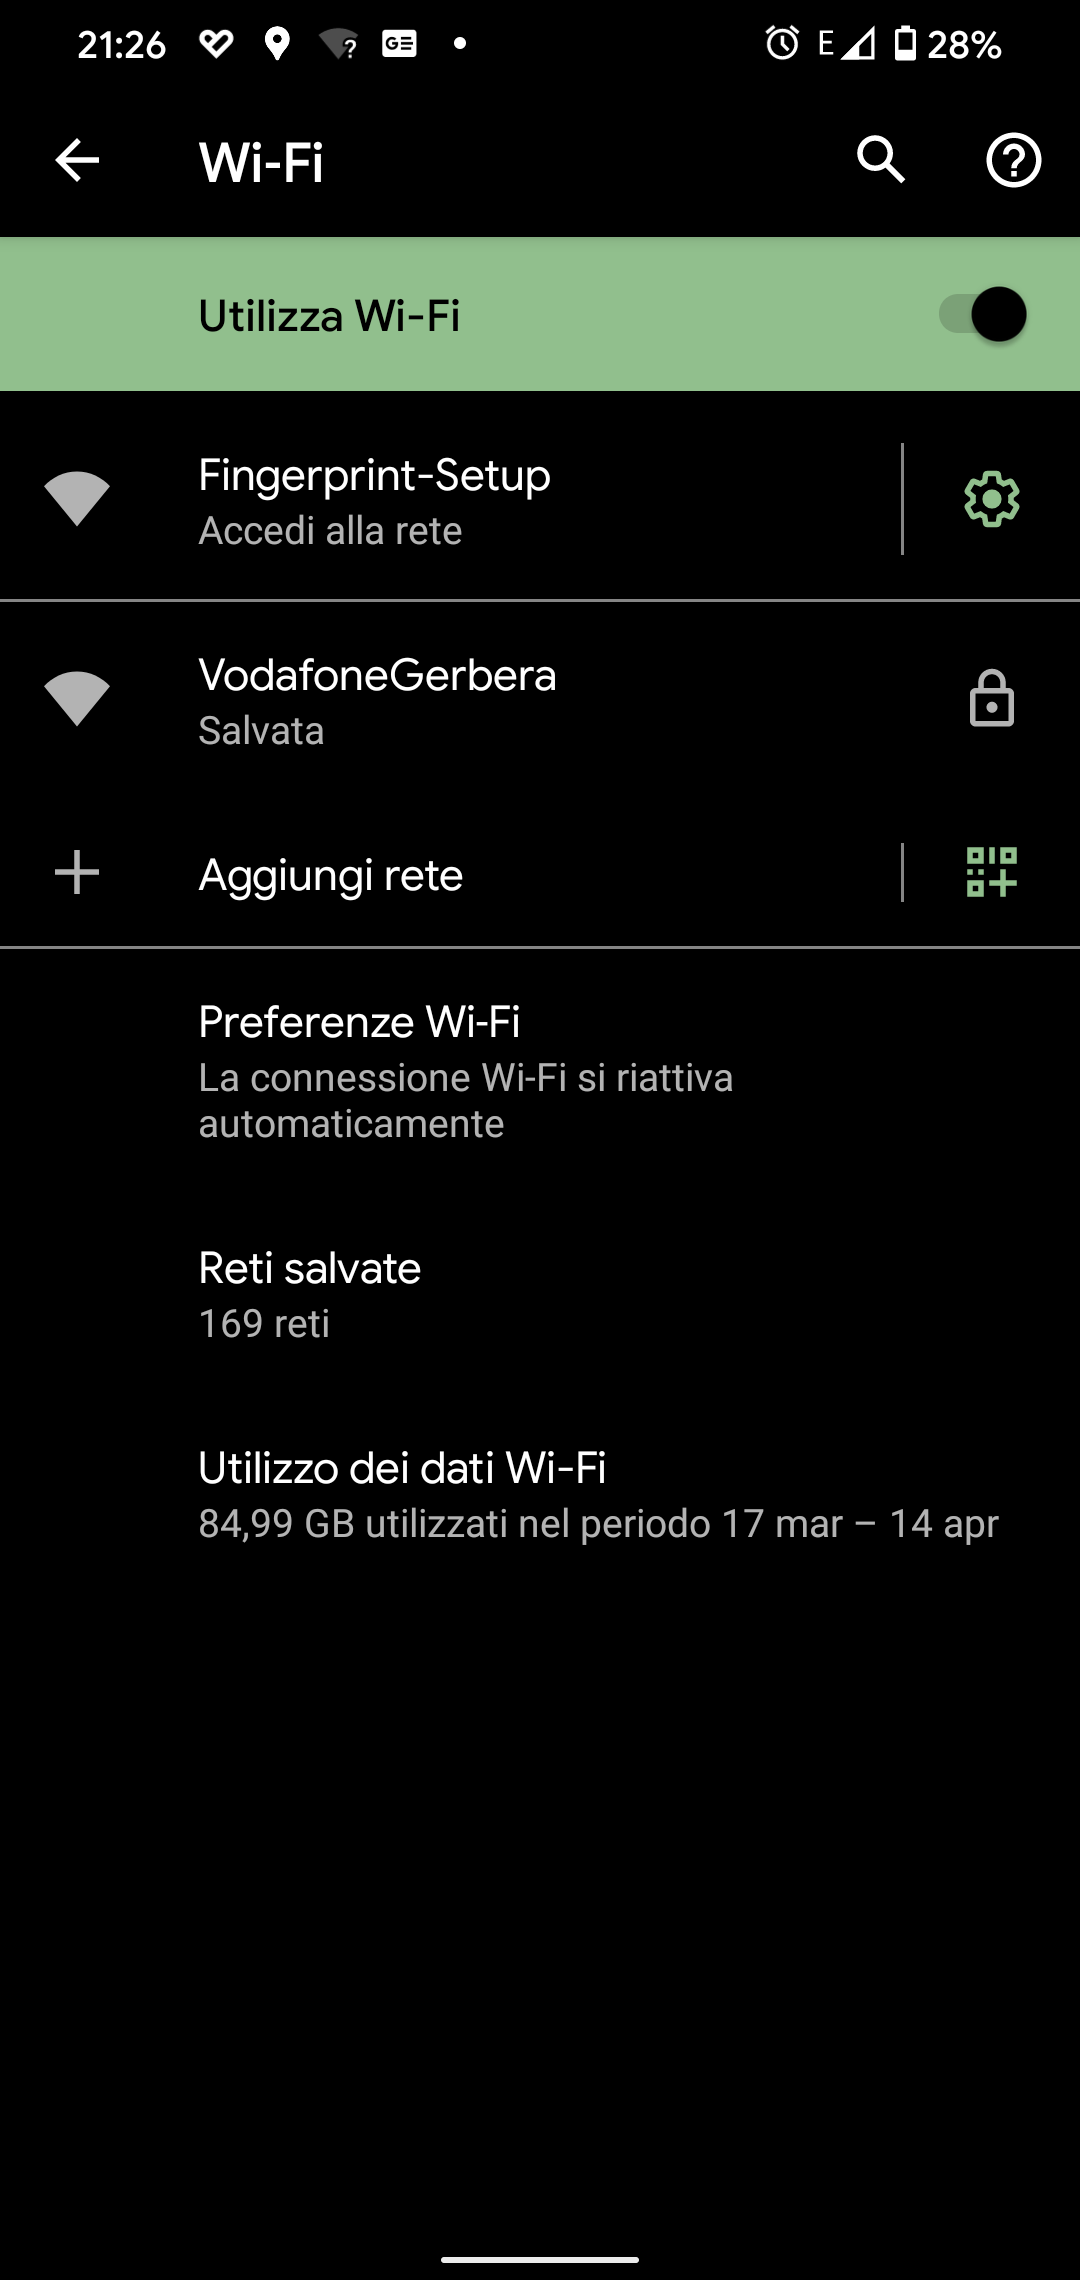 21:26 ? GE E 28%
Wi-Fi
Utilizza Wi-Fi
Fingerprint-Setup
Accedi alla rete
VodafoneGerbera
Salvata
Aggiungi rete
Preferenze Wi-Fi
La connessione Wi-Fi si riattiva
automaticamente
Reti salvate
169 reti
Utilizzo dei dati Wi-Fi
84,99 GB utilizzati nel periodo 17 mar – 14 apr